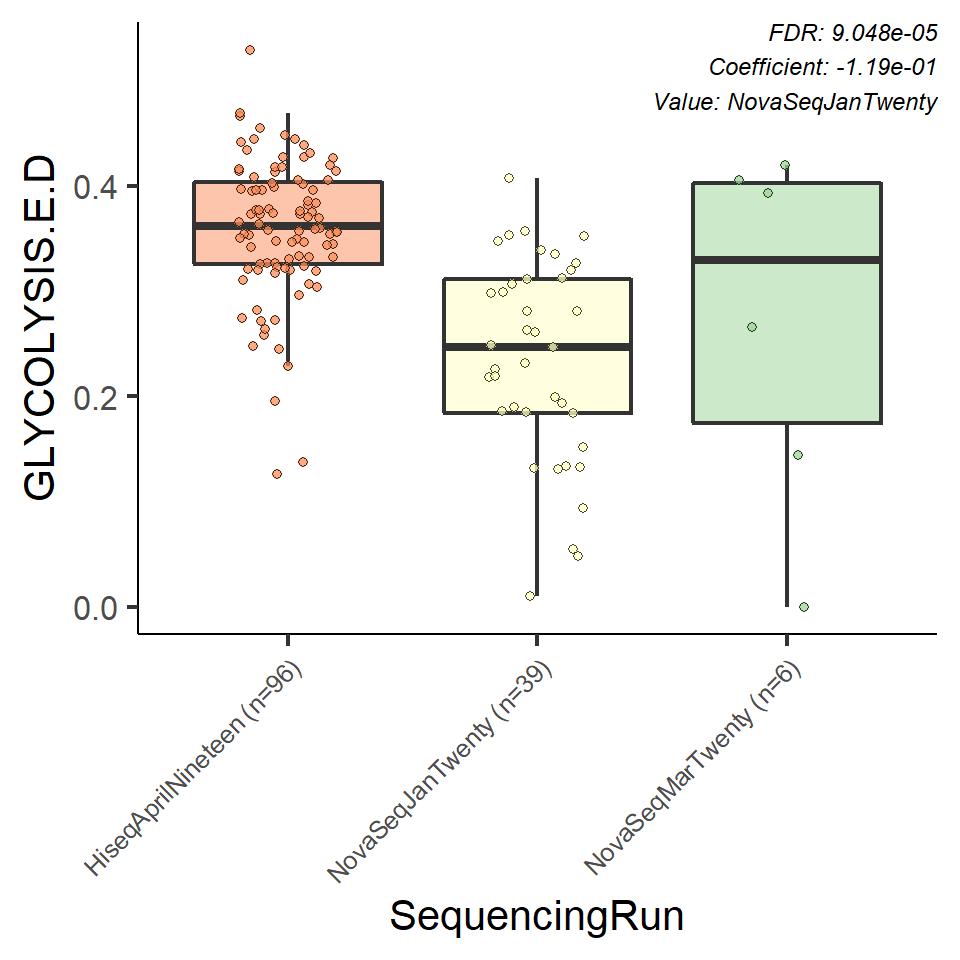 FDR: 9.048e-05
Coefficient: -1.19e-01
Value: NovaSeqJanTwenty
GLYCOLYSIS.E.D
0.4
0.2
0.0
HiseqAprilNineteen (n=96)
NovaSeqJanTwenty (n=39)
NovaSeqMarTwenty (n=6)
SequencingRun